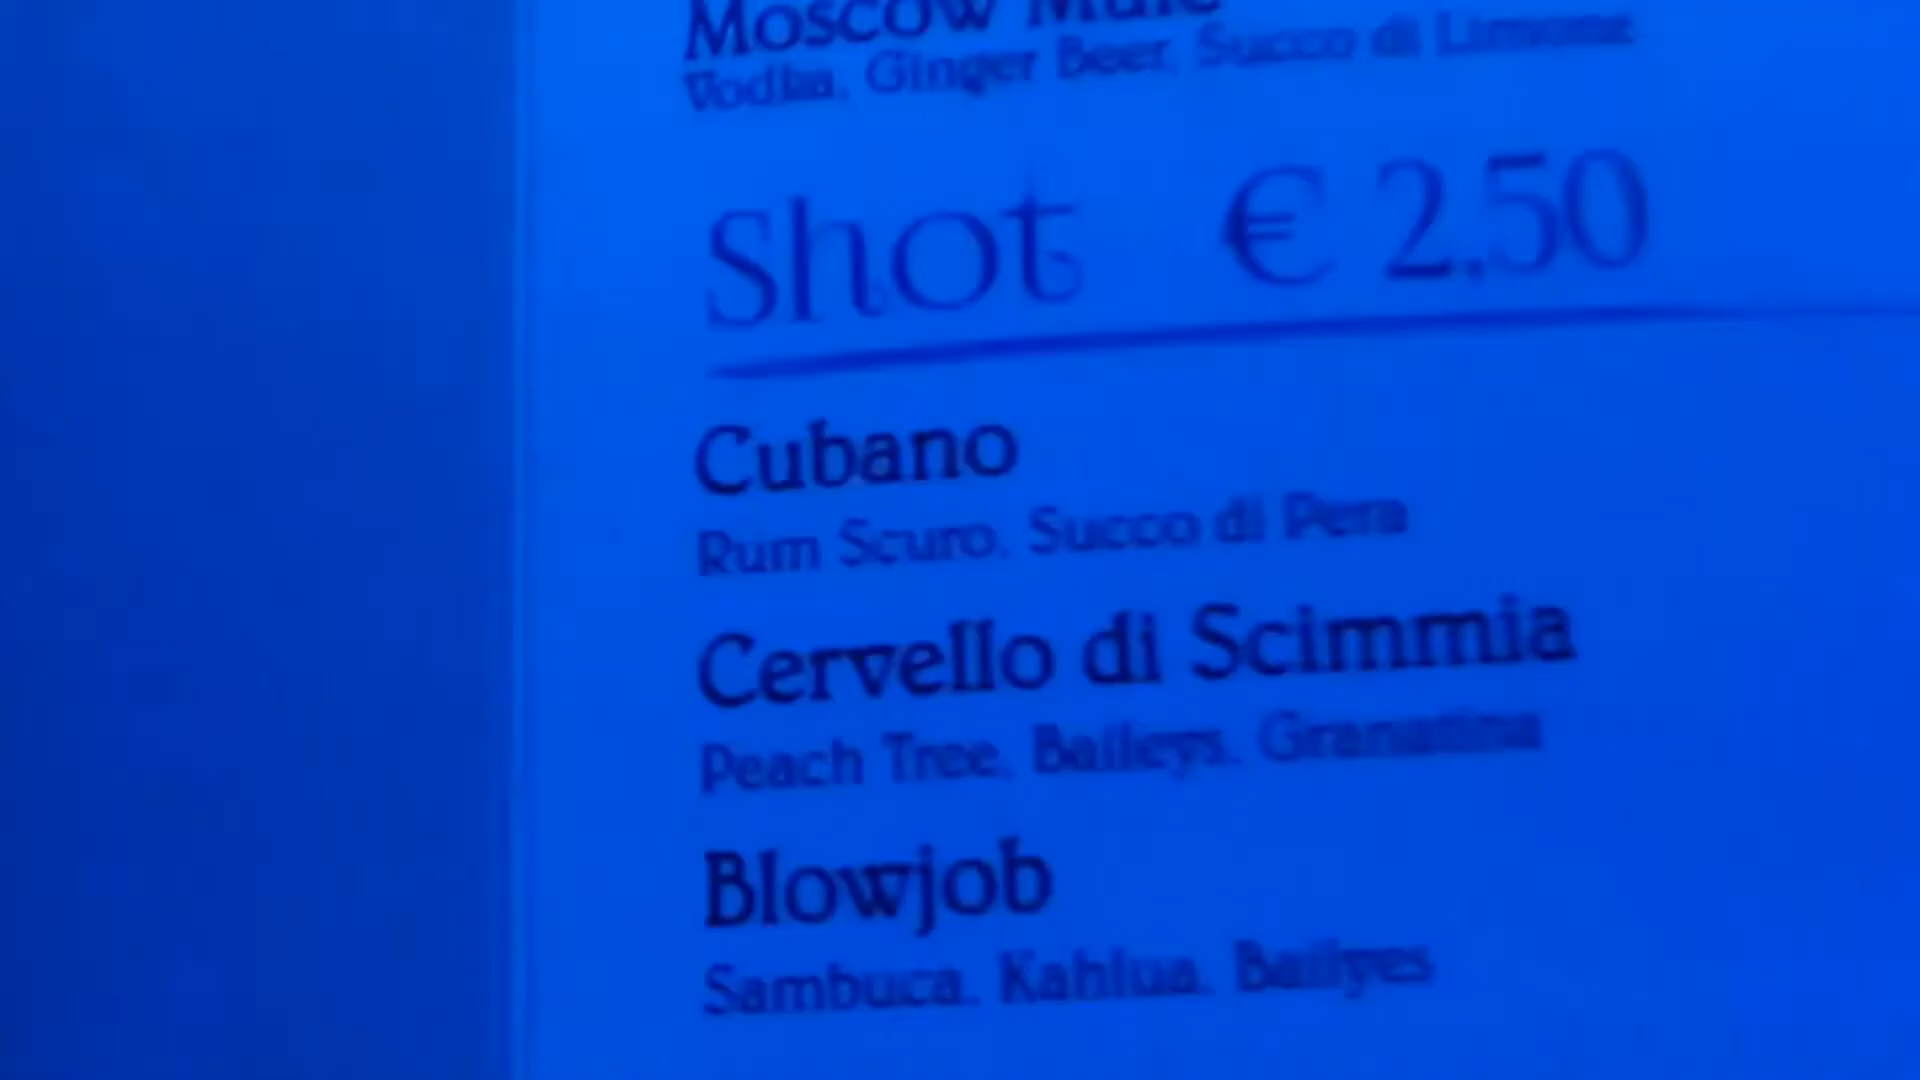 Moscow Mule
Vodka, Ginger Beer, Succo di Limone
Shot € 2,50
Cubano
Rum Scuro, Succo di Pera
Cervello di Scimmia
Peach Tree, Baileys, Granatina
Blowjob
Sambuca, Kahlua, Bailyes